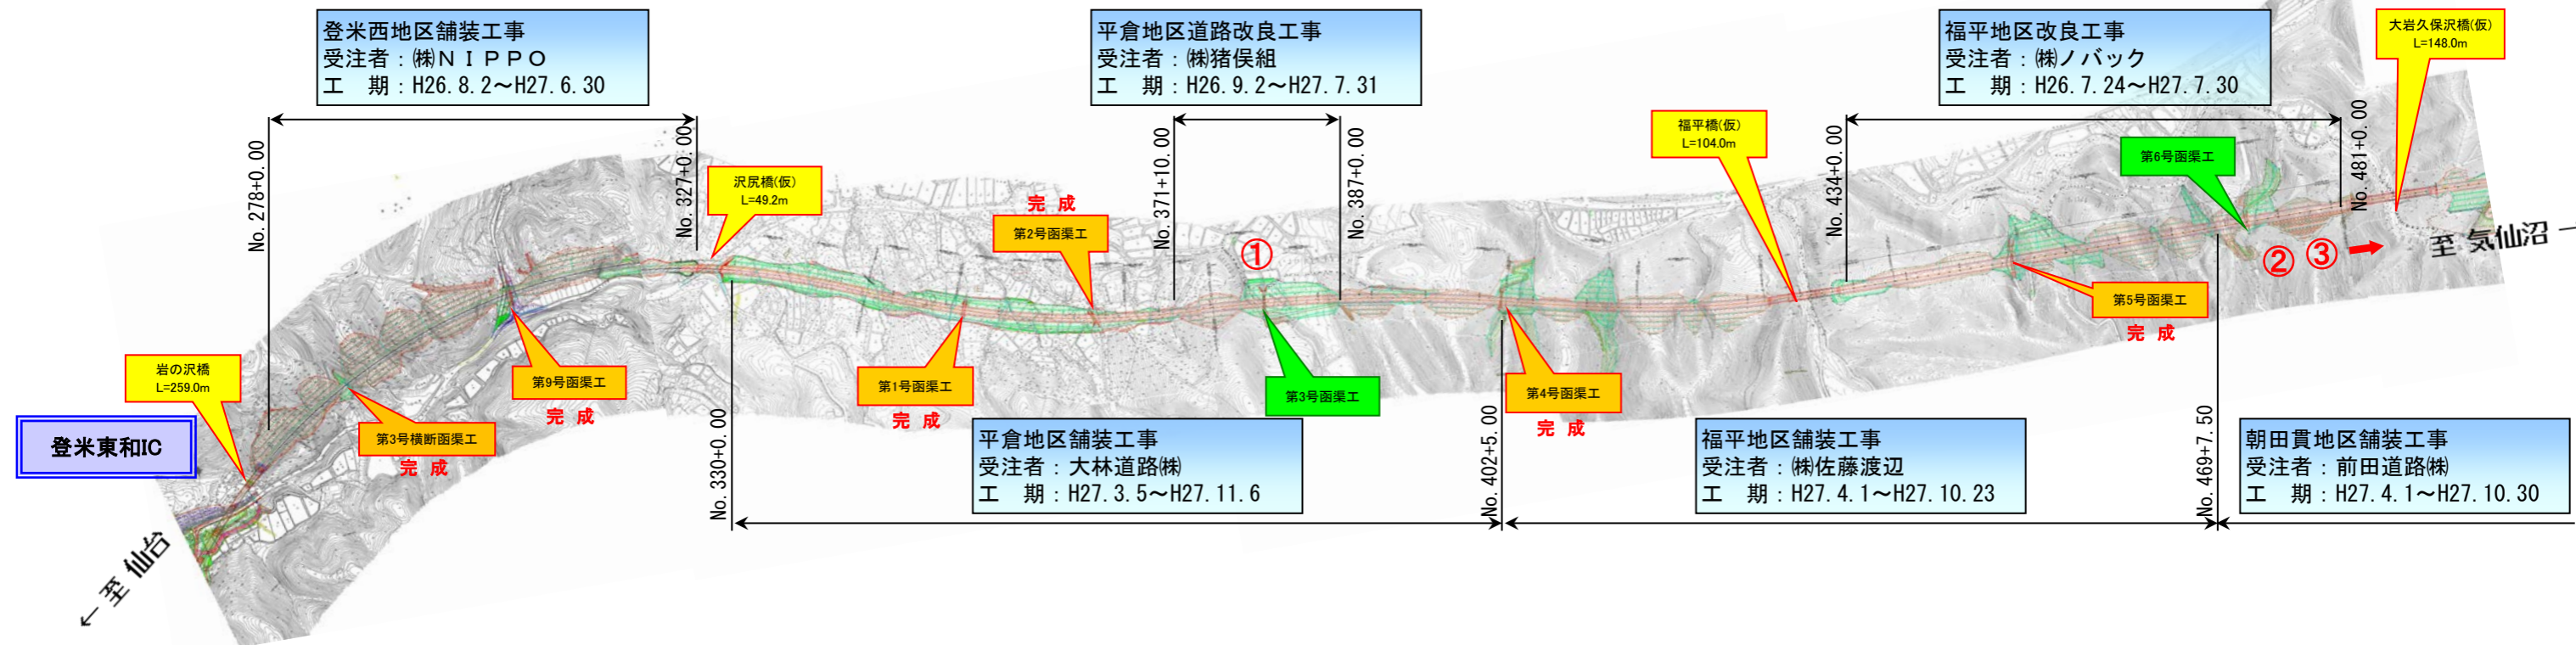 登米西地区舗装工事
受注者：㈱ＮＩＰＰＯ
工　期：H26.8.2～H27.6.30
平倉地区道路改良工事
受注者：㈱猪俣組
工　期：H26.9.2～H27.7.31
福平地区改良工事
受注者：㈱ノバック
工　期：H26.7.24～H27.7.30
大岩久保沢橋(仮)
L=148.0m
No.278+0.00
No.327+0.00
沢尻橋(仮)
L=49.2m
完 成
第2号函渠工
No.371+10.00
No.387+0.00
①
福平橋(仮)
L=104.0m
No.434+0.00
第6号函渠工
No.481+0.00
② ③
至 気仙沼
第5号函渠工
完 成
岩の沢橋
L=259.0m
登米東和IC
第3号横断函渠工
完 成
第9号函渠工
完 成
第1号函渠工
完 成
第3号函渠工
第4号函渠工
完 成
No.330+0.00
平倉地区舗装工事
受注者：大林道路㈱
工　期：H27.3.5～H27.11.6
No.402+5.00
福平地区舗装工事
受注者：㈱佐藤渡辺
工　期：H27.4.1～H27.10.23
No.469+7.50
朝田貫地区舗装工事
受注者：前田道路㈱
工　期：H27.4.1～H27.10.30
←至 仙台